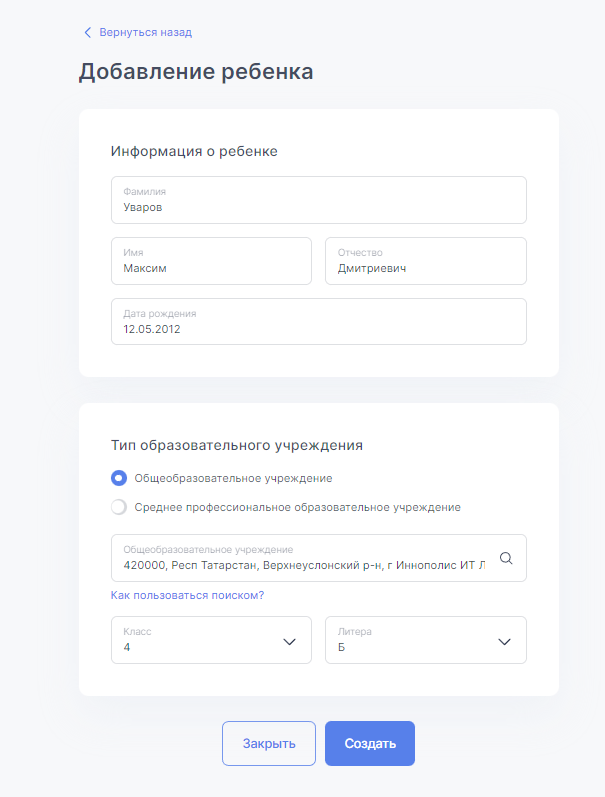 Вернуться назад
Добавление ребенка
Информация о ребенке
Фамилия
Уваров
Имя
Максим
Отчество
Дмитриевич
Дата рождения
12.05.2012
Тип образовательного учреждения
Общеобразовательное учреждение
Среднее профессиональное образовательное учреждение
Общеобразовательное учреждение
420000, Респ Татарстан, Верхнеуслонский р-н, г Иннополис ИТ Л
Как пользоваться поиском?
Класс
4
Литера
Б
Закрыть
Создать